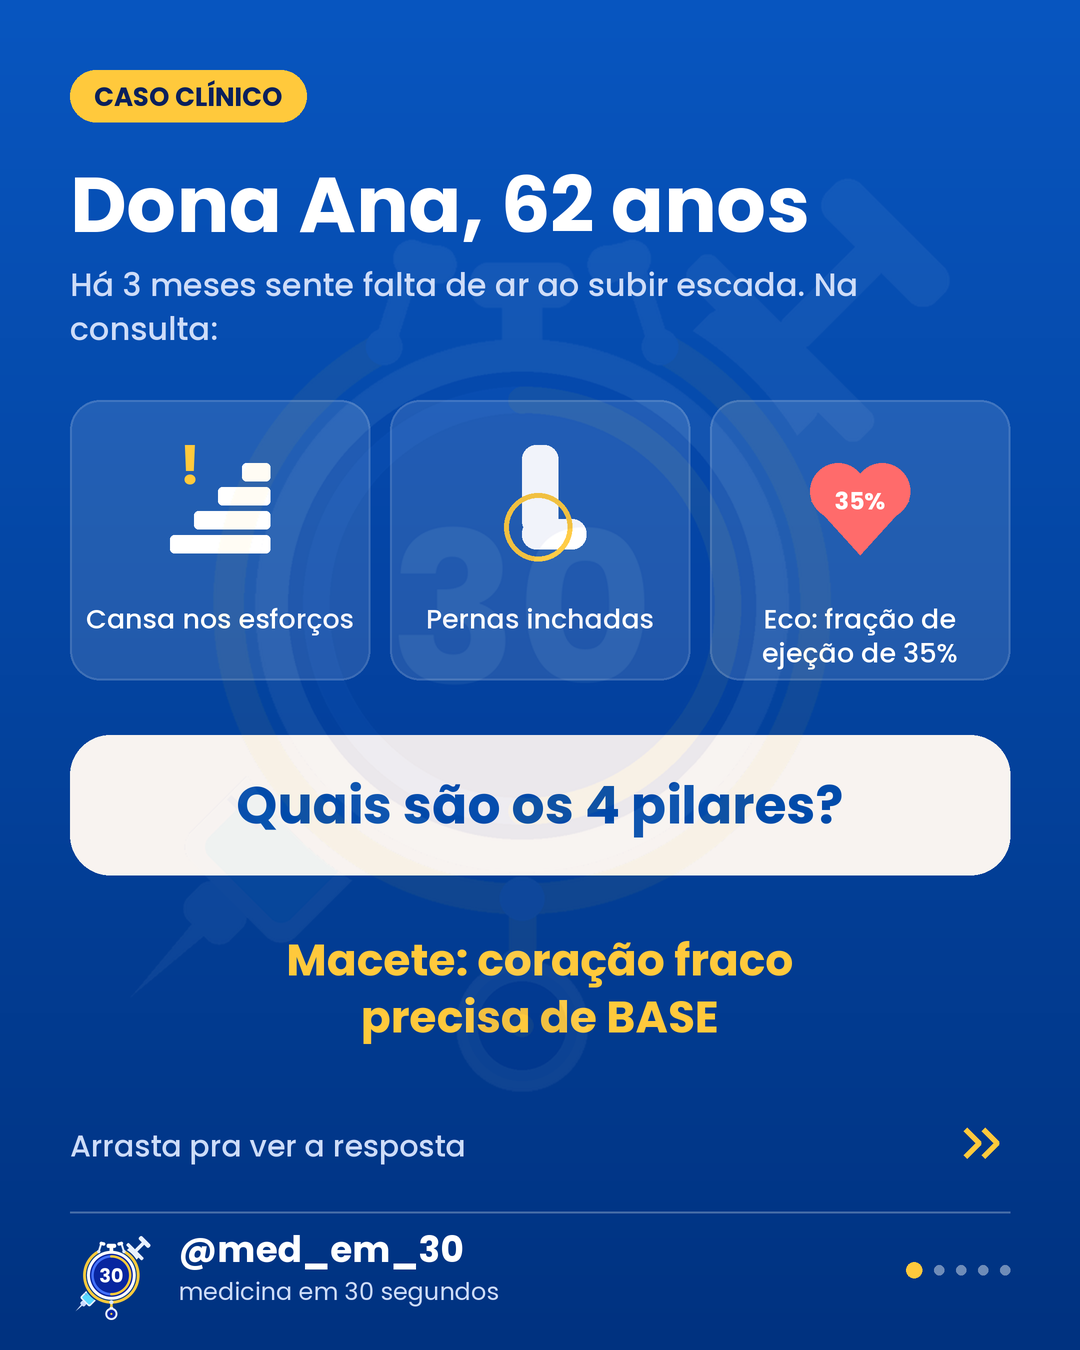 CASO CLÍNICO
Dona Ana, 62 anos
Há 3 meses sente falta de ar ao subir escada. Na
consulta:
!
35%
Cansa nos esforços
Pernas inchadas
Eco: fração de
ejeção de 35%
30
Quais são os 4 pilares?
Macete: coração fraco
precisa de BASE
Arrasta pra ver a resposta
30
@med_em_30
medicina em 30 segundos